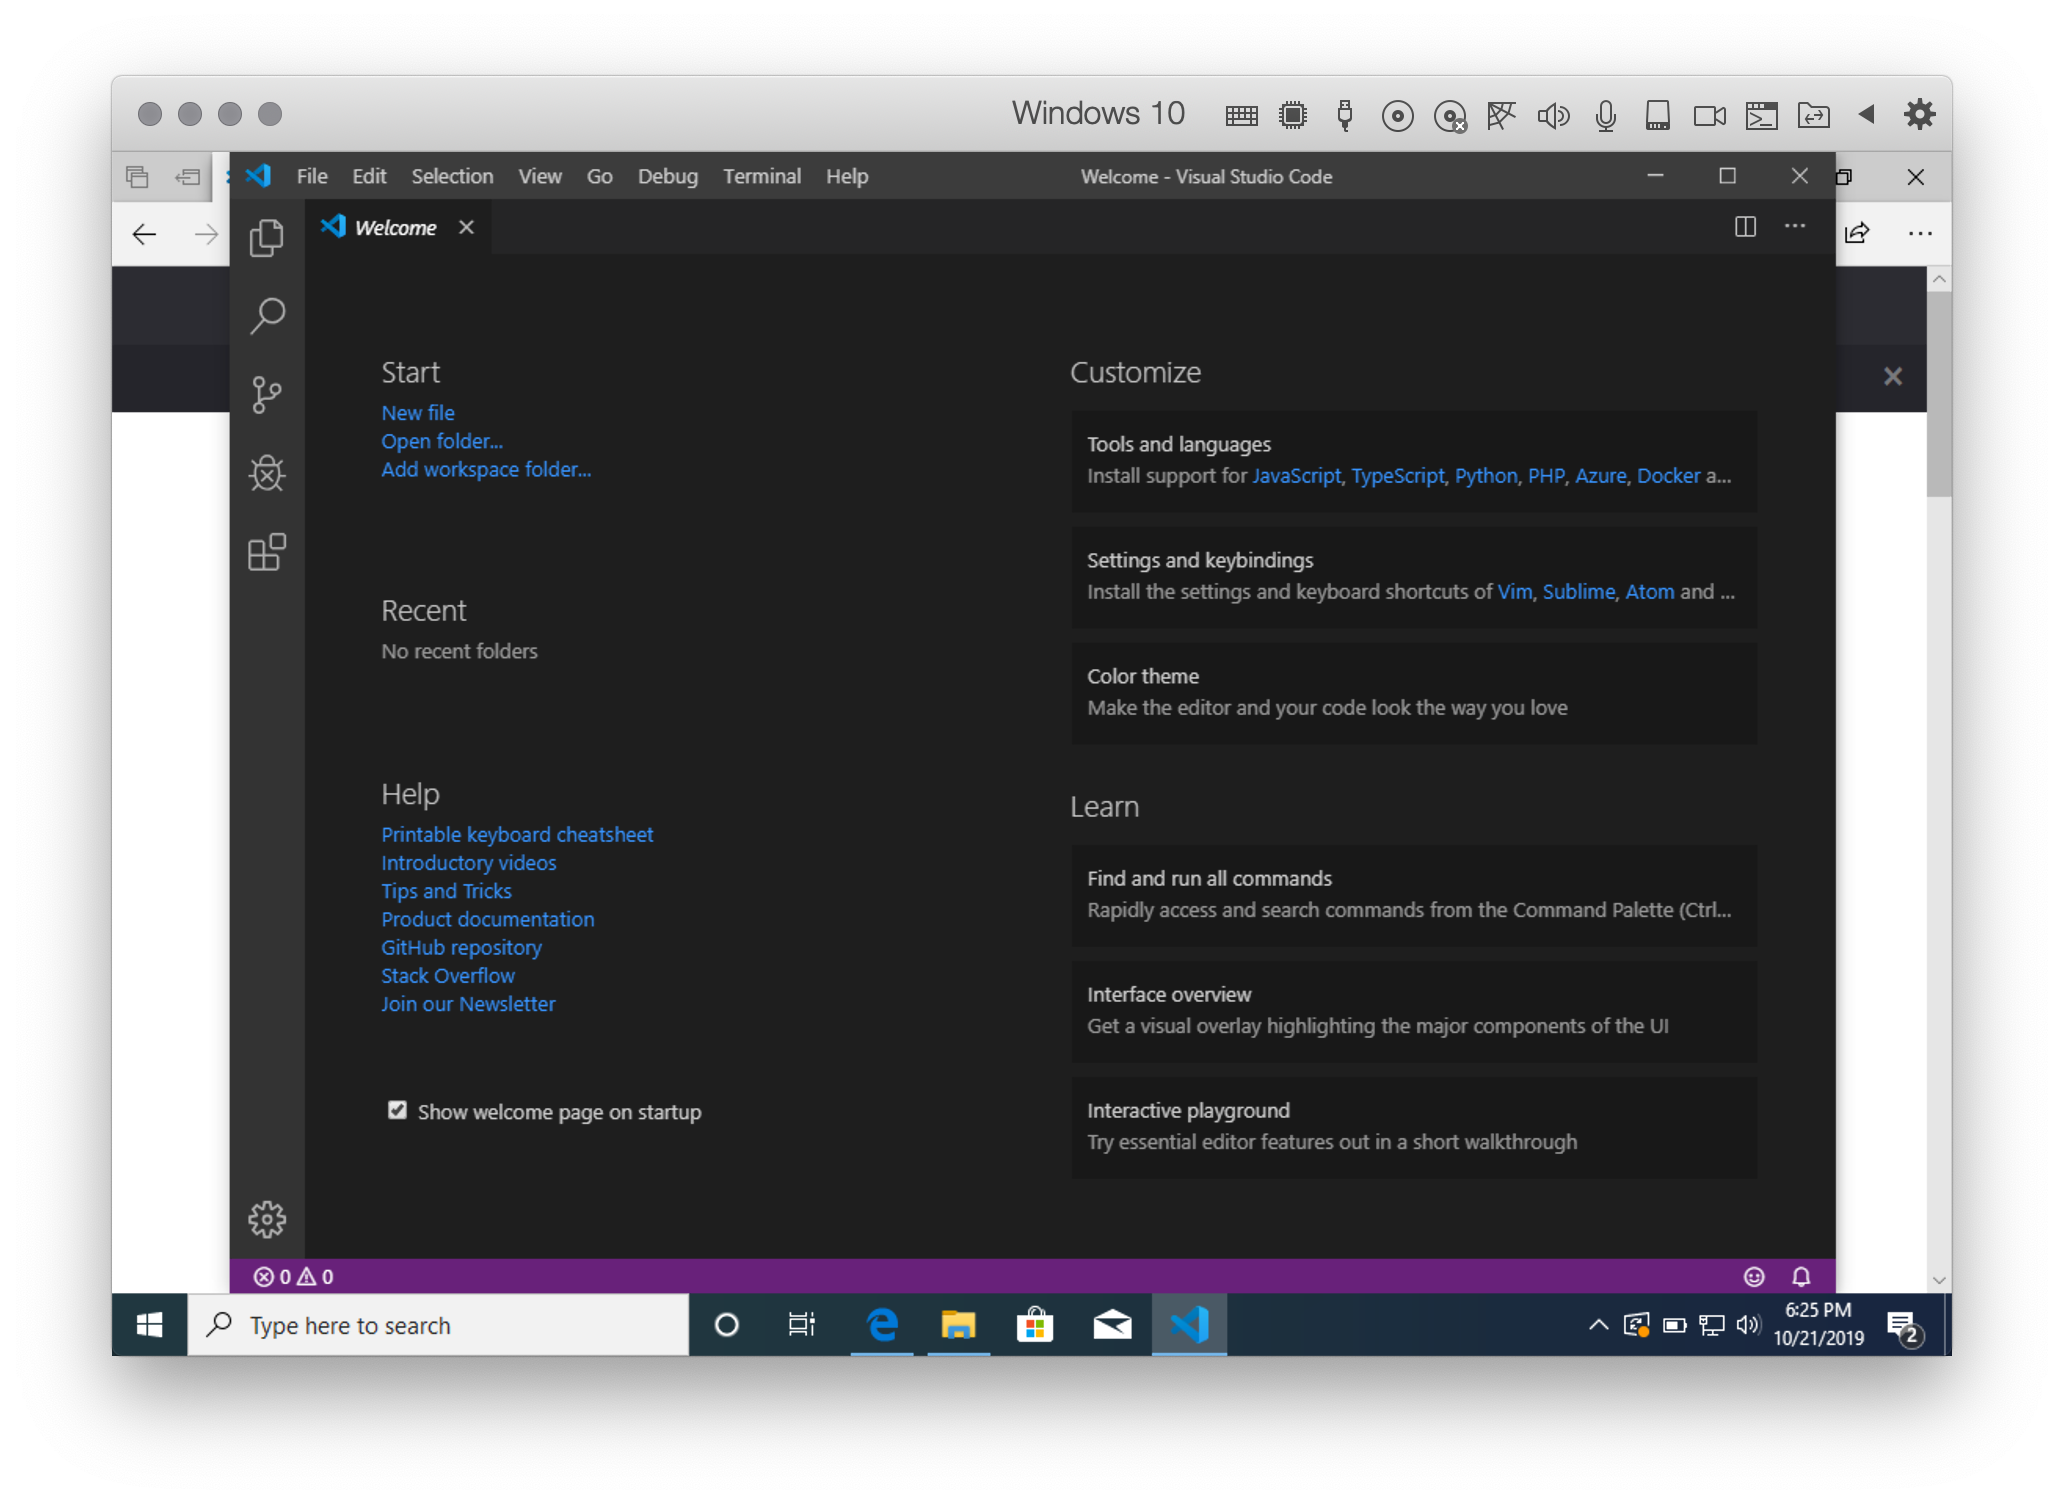 Windows 10
File Edit Selection View Go Debug Terminal Help
Welcome - Visual Studio Code
Welcome
Start
New file
Open folder...
Add workspace folder...
Recent
No recent folders
Help
Printable keyboard cheatsheet
Introductory videos
Tips and Tricks
Product documentation
GitHub repository
Stack Overflow
Join our Newsletter
Show welcome page on startup
Customize
Tools and languages
Install support for JavaScript, TypeScript, Python, PHP, Azure, Docker a...
Settings and keybindings
Install the settings and keyboard shortcuts of Vim, Sublime, Atom and ...
Color theme
Make the editor and your code look the way you love
Learn
Find and run all commands
Rapidly access and search commands from the Command Palette (Ctrl...
Interface overview
Get a visual overlay highlighting the major components of the UI
Interactive playground
Try essential editor features out in a short walkthrough
0 0
Type here to search
6:25 PM
10/21/2019
2